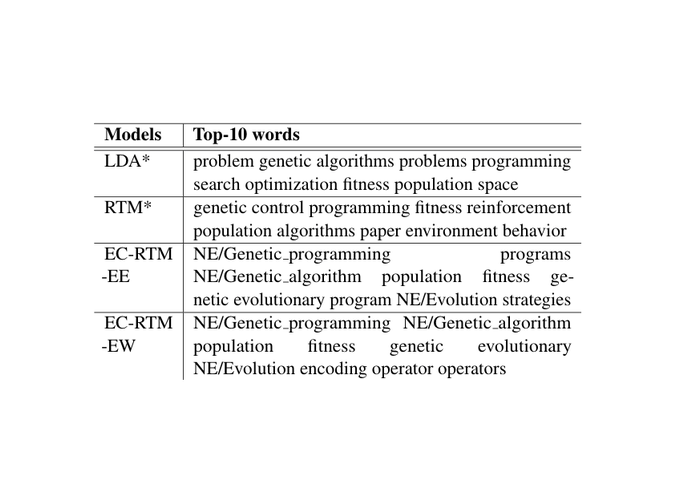 Models Top-10 words
LDA* problem genetic algorithms problems programming
search optimization fitness population space
RTM* genetic control programming fitness reinforcement
population algorithms paper environment behavior
EC-RTM NE/Genetic_programming programs
-EE NE/Genetic_algorithm population fitness ge-
netic evolutionary program NE/Evolution strategies
EC-RTM NE/Genetic_programming NE/Genetic_algorithm
-EW population fitness genetic evolutionary
NE/Evolution encoding operator operators